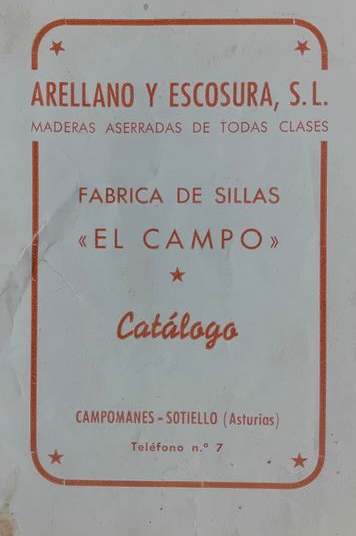 ARELLANO Y ESCOSURA, S. L.
MADERAS ASERRADAS DE TODAS CLASES
FABRICA DE SILLAS
«EL CAMPO»
Catálogo
CAMPOMANES - SOTIELLO (Asturias)
Teléfono n.º 7